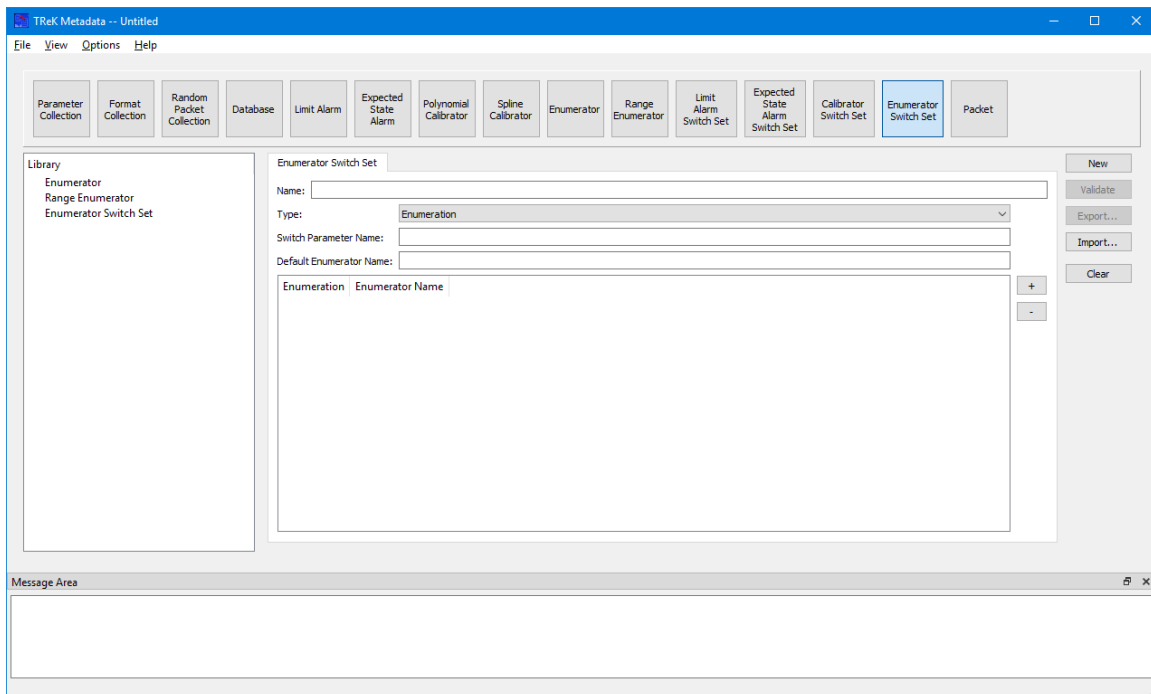 TReK Metadata -- Untitled
File View Options Help
Parameter Collection
Format Collection
Random Packet Collection
Database
Limit Alarm
Expected State Alarm
Polynomial Calibrator
Spline Calibrator
Enumerator
Range Enumerator
Limit Alarm Switch Set
Expected State Alarm Switch Set
Calibrator Switch Set
Enumerator Switch Set
Packet
Library
Enumerator
Range Enumerator
Enumerator Switch Set
Enumerator Switch Set
Name:
Type: Enumeration
Switch Parameter Name:
Default Enumerator Name:
Enumeration Enumerator Name
+
-
New
Validate
Export...
Import...
Clear
Message Area